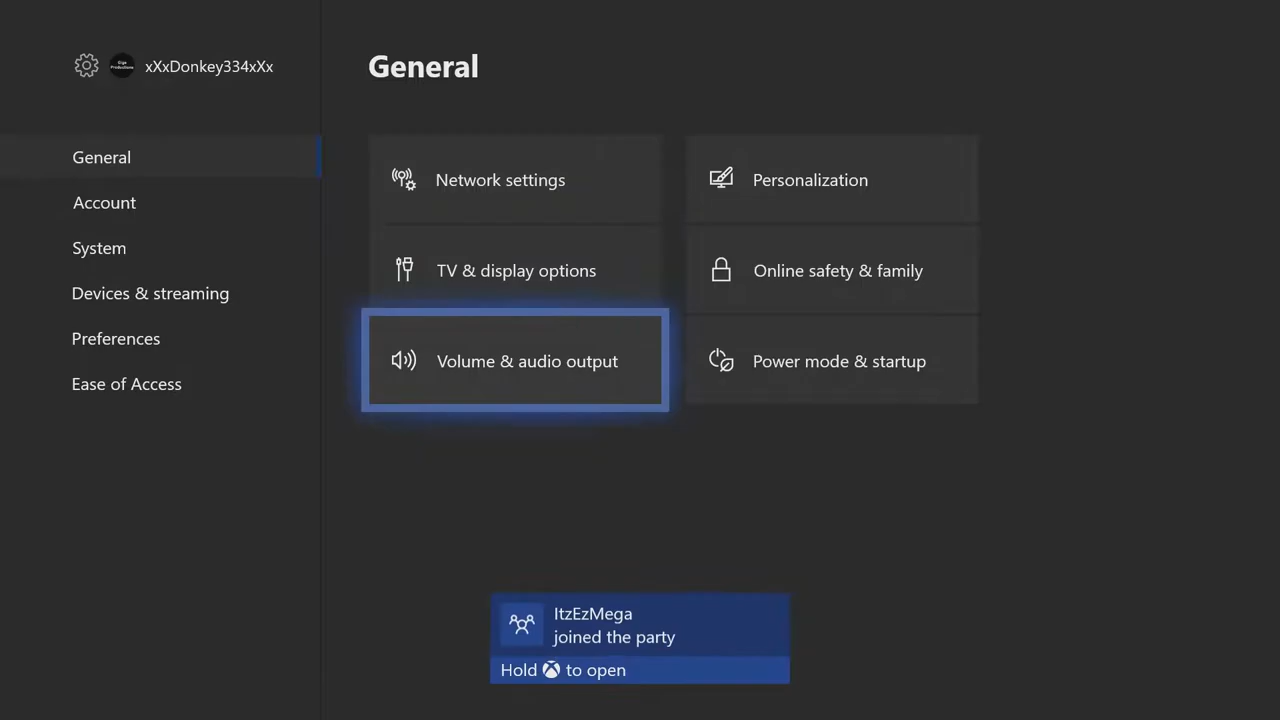 xXxDonkey334xXx
General
Account
System
Devices & streaming
Preferences
Ease of Access
General
Network settings
Personalization
TV & display options
Online safety & family
Volume & audio output
Power mode & startup
ItzEzMega
joined the party
Hold to open